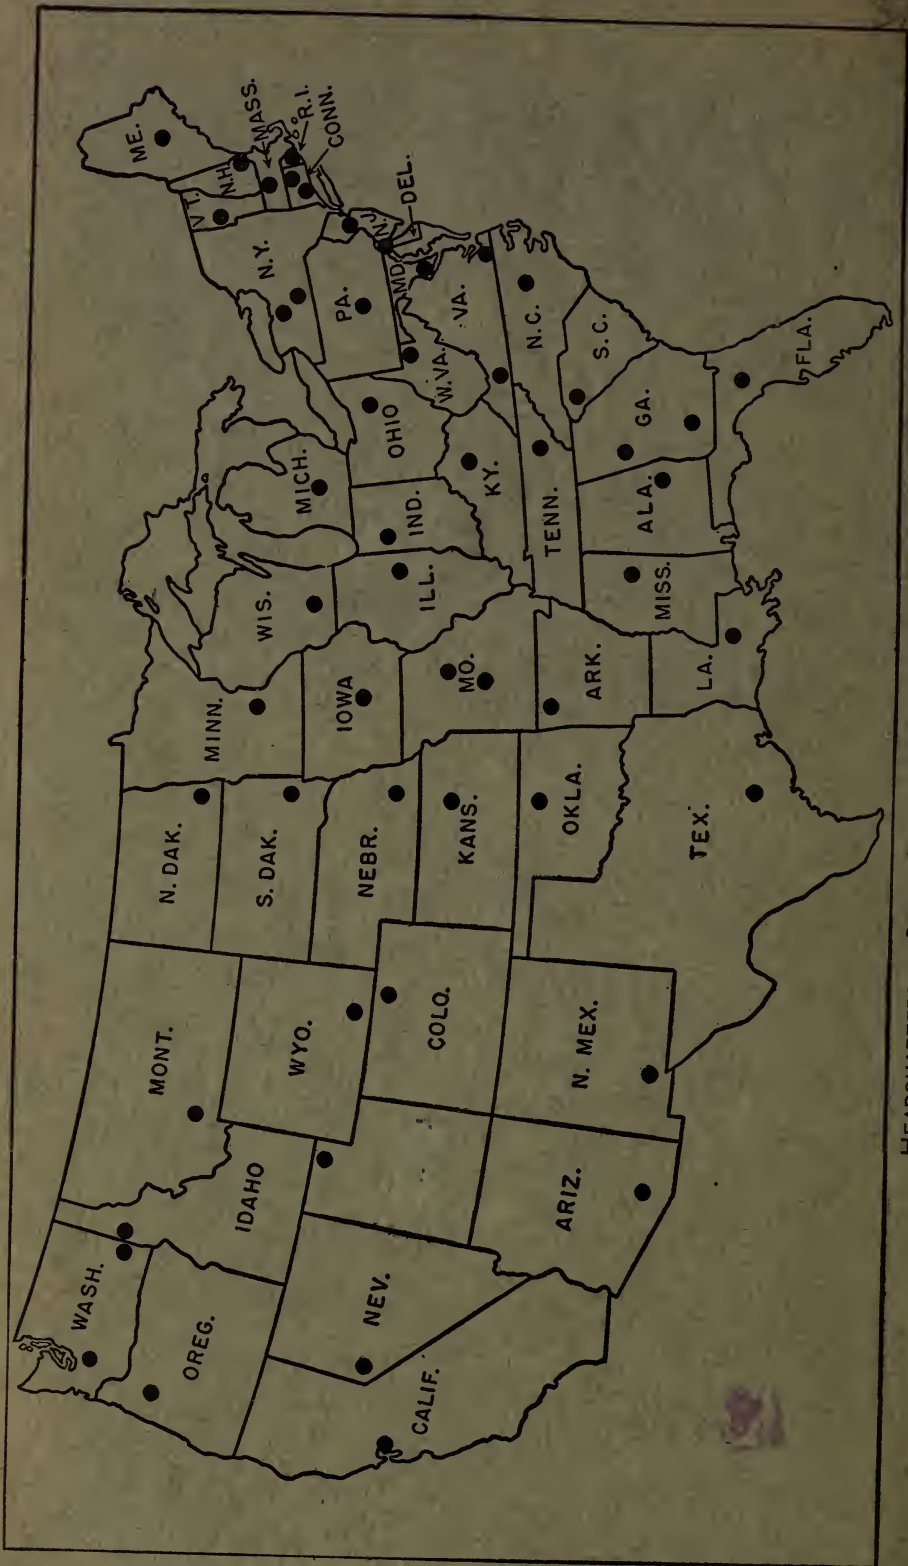 WASH.
OREG.
CALIF.
NEV.
IDAHO
MONT.
WYO.
COLO.
ARIZ.
N. MEX.
N. DAK.
S. DAK.
NEBR.
KANS.
OKLA.
TEX.
MINN.
IOWA
MO.
ARK.
LA.
WIS.
ILL.
MICH.
IND.
OHIO
KY.
TENN.
MISS.
ALA.
GA.
FLA.
S.C.
N.C.
VA.
W.VA.
MD.
DEL.
N.J.
PA.
N.Y.
VT.
N.H.
ME.
MASS.
R.I.
CONN.